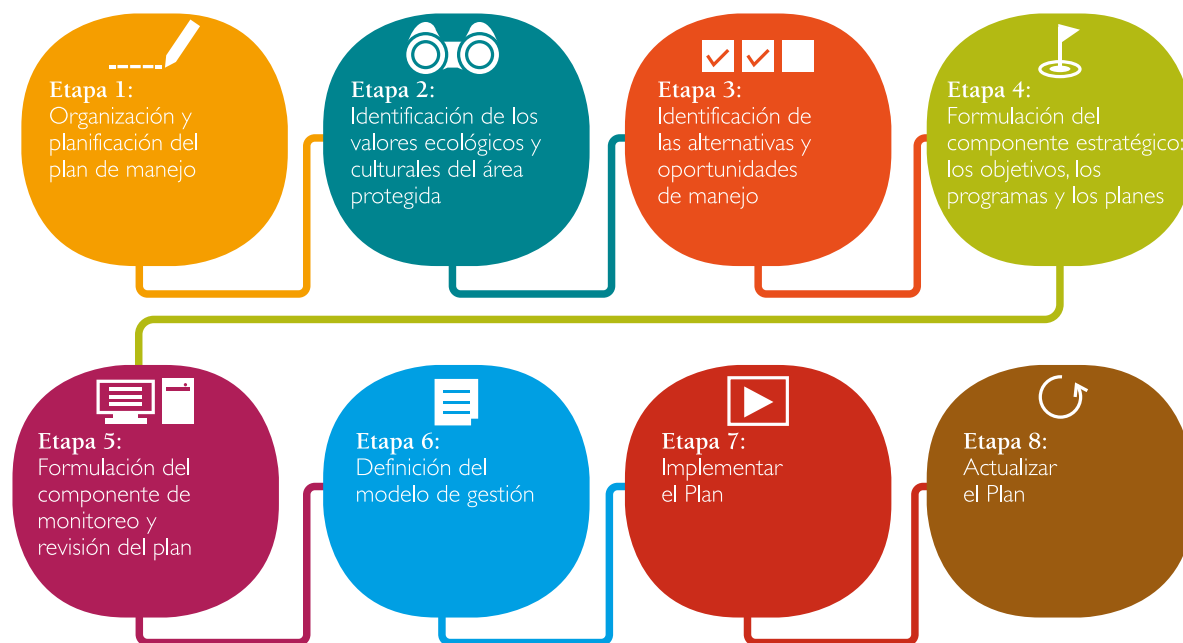 Etapa 1:
Organización y
planificación del
plan de manejo
Etapa 2:
Identificación de los
valores ecológicos y
culturales del área
protegida
Etapa 3:
Identificación de
las alternativas y
oportunidades
de manejo
Etapa 4:
Formulación del
componente estratégico:
los objetivos, los
programas y los planes
Etapa 5:
Formulación del
componente de
monitoreo y
revisión del plan
Etapa 6:
Definición del
modelo de gestión
Etapa 7:
Implementar
el Plan
Etapa 8:
Actualizar
el Plan